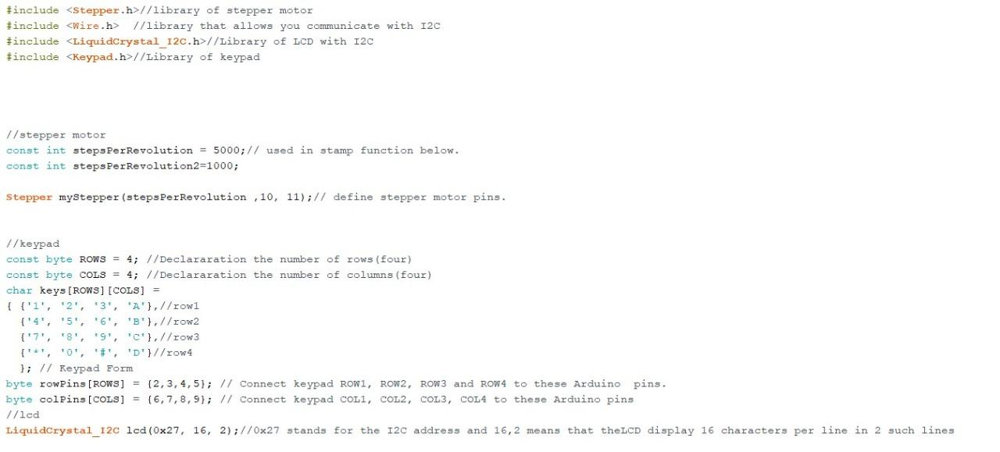 #include <Stepper.h>//library of stepper motor
#include <Wire.h>  //library that allows you communicate with I2C
#include <LiquidCrystal_I2C.h>//Library of LCD with I2C
#include <Keypad.h>//Library of keypad
//stepper motor
const int stepsPerRevolution = 5000;// used in stamp function below.
const int stepsPerRevolution2=1000;
Stepper myStepper(stepsPerRevolution ,10, 11);// define stepper motor pins.
//keypad
const byte ROWS = 4; //Declararation the number of rows(four)
const byte COLS = 4; //Declararation the number of columns(four)
char keys[ROWS][COLS] =
{ {'1', '2', '3', 'A'},//row1
  {'4', '5', '6', 'B'},//row2
  {'7', '8', '9', 'C'},//row3
  {'*', '0', '#', 'D'}//row4
  }; // Keypad Form
byte rowPins[ROWS] = {2,3,4,5}; // Connect keypad ROW1, ROW2, ROW3 and ROW4 to these Arduino  pins.
byte colPins[COLS] = {6,7,8,9}; // Connect keypad COL1, COL2, COL3, COL4 to these Arduino pins
//lcd
LiquidCrystal_I2C lcd(0x27, 16, 2);//0x27 stands for the I2C address and 16,2 means that theLCD display 16 characters per line in 2 such lines